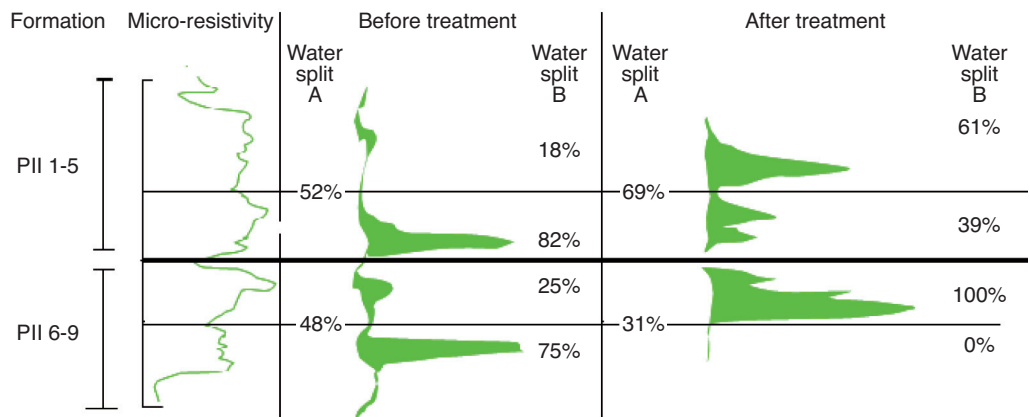 Formation Micro-resistivity Before treatment After treatment
Water split A
Water split B
Water split A
Water split B
61%
PII 1-5
18%
52%
69%
82%
39%
25%
100%
PII 6-9
48%
31%
75%
0%